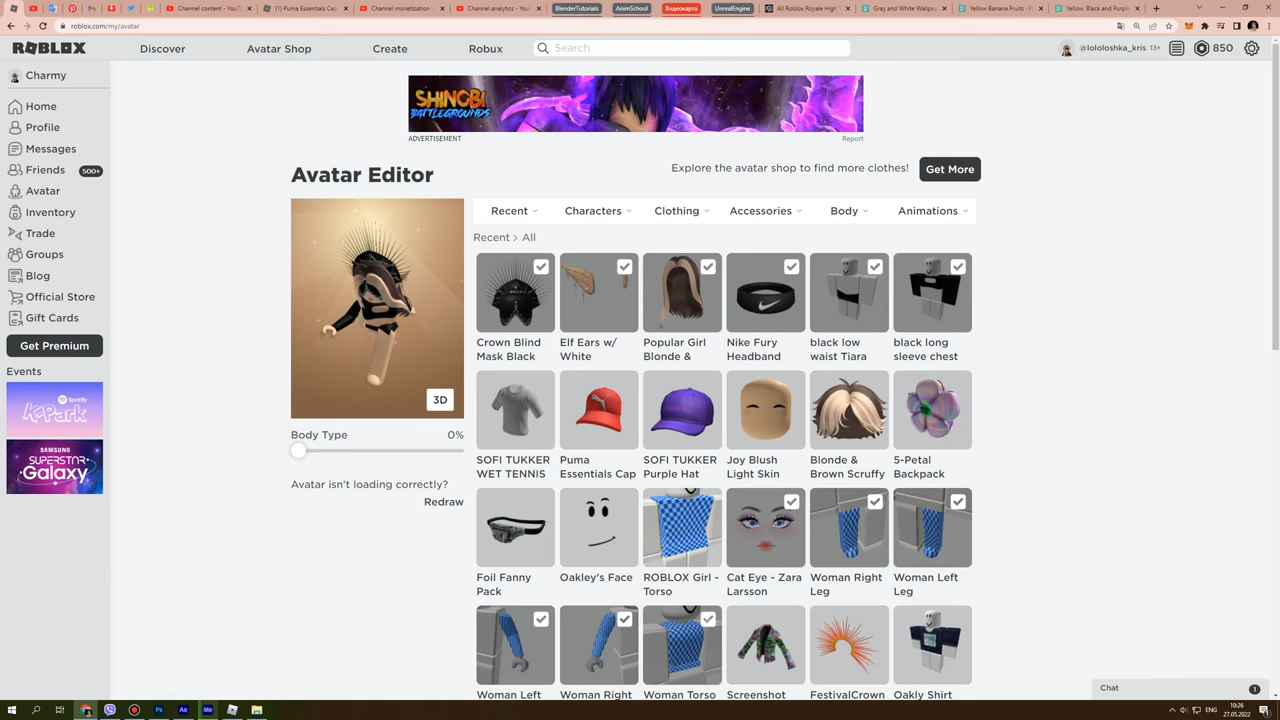 Channel content - YouT
(1) Puma Essentials Cap
Channel monetization -
Channel analytics - YouT
BlenderTutorials
AnimSchool
Видеокарта
UnrealEngine
All Roblox Royale High
Gray and White Wallpa
Yellow Banana Fruits - F
Yellow, Black and Purple
roblox.com/my/avatar
ROBLOX
Discover
Avatar Shop
Create
Robux
Search
@lololoshka_kris 13+
850
Charmy
Home
Profile
Messages
Friends 500+
Avatar
Inventory
Trade
Groups
Blog
Official Store
Gift Cards
Get Premium
Events
Spotify
K-Park
SAMSUNG
SUPERSTAR
Galaxy
SHINOBI
BATTLEGROUNDS
ADVERTISEMENT
Report
Avatar Editor
Explore the avatar shop to find more clothes!
Get More
3D
Body Type 0%
Avatar isn't loading correctly?
Redraw
Recent
Characters
Clothing
Accessories
Body
Animations
Recent > All
Crown Blind
Mask Black
Elf Ears w/
White
Popular Girl
Blonde &
Nike Fury
Headband
black low
waist Tiara
black long
sleeve chest
SOFI TUKKER
WET TENNIS
Puma
Essentials Cap
SOFI TUKKER
Purple Hat
Joy Blush
Light Skin
Blonde &
Brown Scruffy
5-Petal
Backpack
Foil Fanny
Pack
Oakley's Face
ROBLOX Girl -
Torso
Cat Eye - Zara
Larsson
Woman Right
Leg
Woman Left
Leg
Woman Left
Woman Right
Woman Torso
Screenshot
FestivalCrown
Oakly Shirt
Chat 1
ENG
10:26
27.05.2022